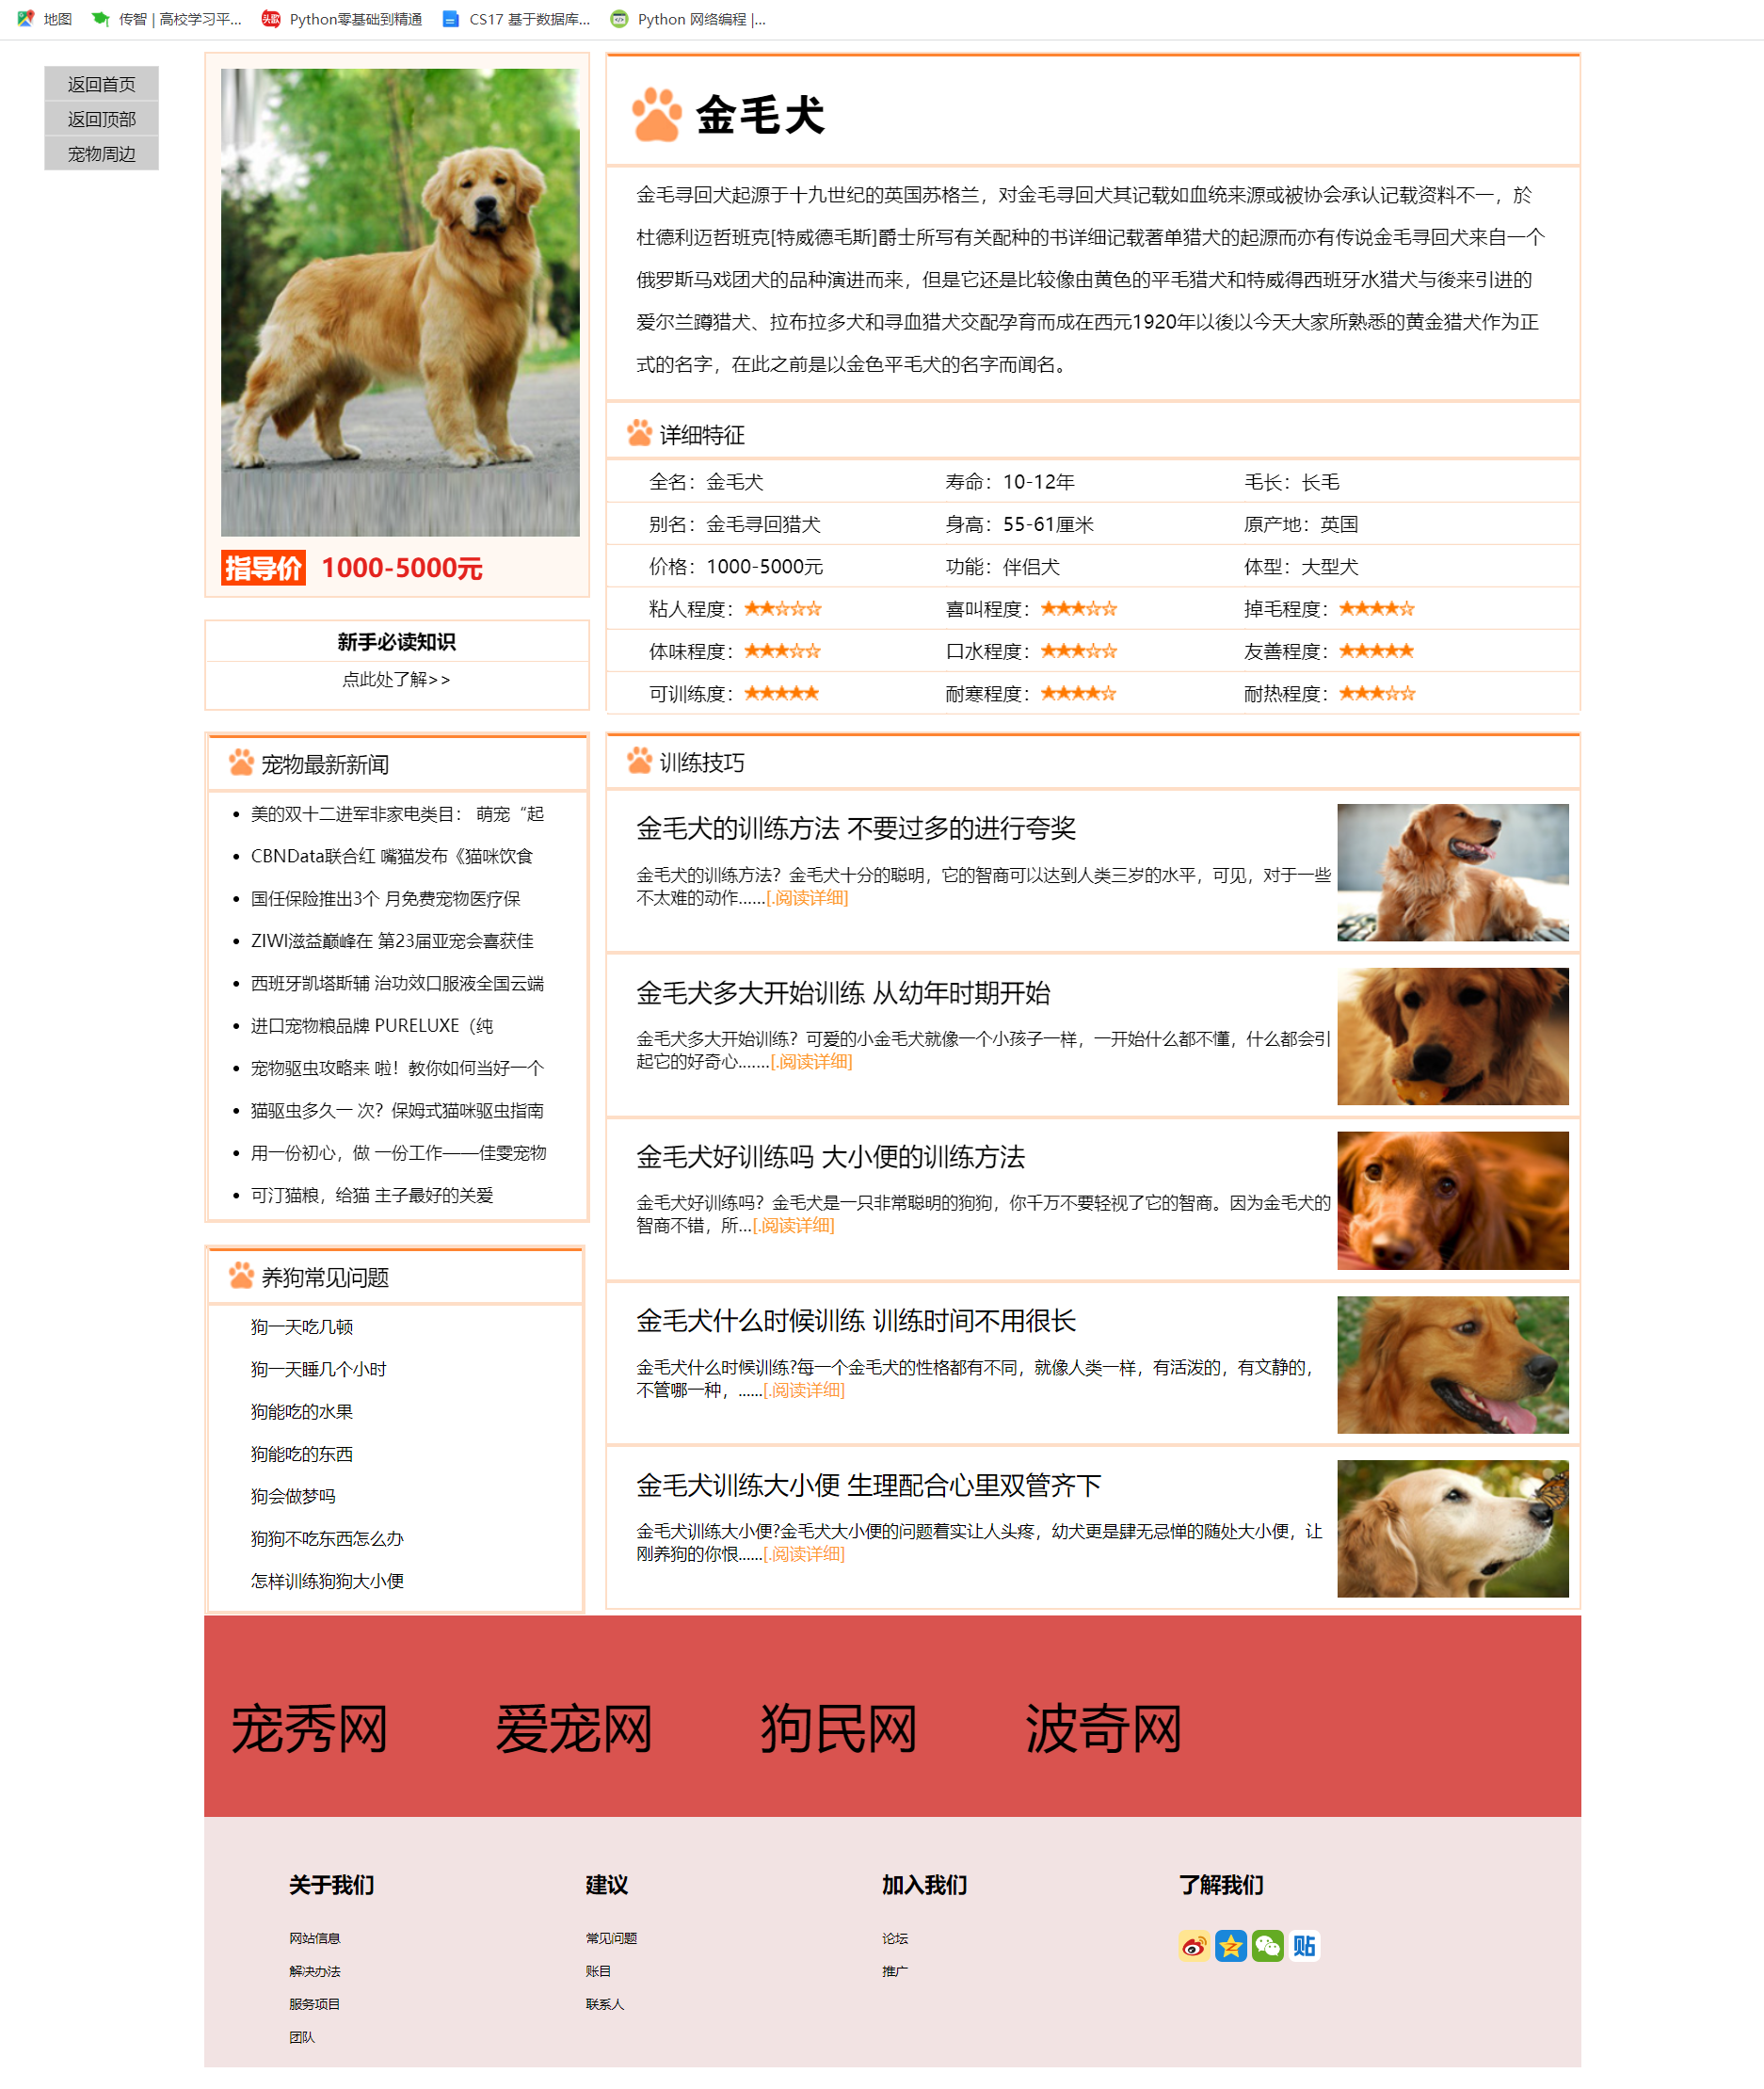 地图
传智 | 高校学习平...
Python零基础到精通
CS17 基于数据库...
Python 网络编程 |...
返回首页
返回顶部
宠物周边
指导价 1000-5000元
新手必读知识
点此处了解>>
金毛犬
金毛寻回犬起源于十九世纪的英国苏格兰，对金毛寻回犬其记载如血统来源或被协会承认记载资料不一，於
杜德利迈哲班克[特威德毛斯]爵士所写有关配种的书详细记载著单猎犬的起源而亦有传说金毛寻回犬来自一个
俄罗斯马戏团犬的品种演进而来，但是它还是比较像由黄色的平毛猎犬和特威得西班牙水猎犬与後来引进的
爱尔兰蹲猎犬、拉布拉多犬和寻血猎犬交配孕育而成在西元1920年以後以今天大家所熟悉的黄金猎犬作为正
式的名字，在此之前是以金色平毛犬的名字而闻名。
详细特征
全名：金毛犬 寿命：10-12年 毛长：长毛
别名：金毛寻回猎犬 身高：55-61厘米 原产地：英国
价格：1000-5000元 功能：伴侣犬 体型：大型犬
粘人程度：★★☆☆☆ 喜叫程度：★★★☆☆ 掉毛程度：★★★★☆
体味程度：★★★☆☆ 口水程度：★★★☆☆ 友善程度：★★★★★
可训练度：★★★★★ 耐寒程度：★★★★☆ 耐热程度：★★★☆☆
宠物最新新闻
美的双十二进军非家电类目： 萌宠“起
CBNData联合红 嘴猫发布《猫咪饮食
国任保险推出3个 月免费宠物医疗保
ZIWI滋益巅峰在 第23届亚宠会喜获佳
西班牙凯塔斯辅 治功效口服液全国云端
进口宠物粮品牌 PURELUXE（纯
宠物驱虫攻略来 啦！教你如何当好一个
猫驱虫多久一 次？保姆式猫咪驱虫指南
用一份初心，做 一份工作——佳雯宠物
可汀猫粮，给猫 主子最好的关爱
养狗常见问题
狗一天吃几顿
狗一天睡几个小时
狗能吃的水果
狗能吃的东西
狗会做梦吗
狗狗不吃东西怎么办
怎样训练狗狗大小便
训练技巧
金毛犬的训练方法 不要过多的进行夸奖
金毛犬的训练方法？金毛犬十分的聪明，它的智商可以达到人类三岁的水平，可见，对于一些
不太难的动作......[.阅读详细]
金毛犬多大开始训练 从幼年时期开始
金毛犬多大开始训练？可爱的小金毛犬就像一个小孩子一样，一开始什么都不懂，什么都会引
起它的好奇心.......[.阅读详细]
金毛犬好训练吗 大小便的训练方法
金毛犬好训练吗？金毛犬是一只非常聪明的狗狗，你千万不要轻视了它的智商。因为金毛犬的
智商不错，所...[.阅读详细]
金毛犬什么时候训练 训练时间不用很长
金毛犬什么时候训练?每一个金毛犬的性格都有不同，就像人类一样，有活泼的，有文静的，
不管哪一种，......[.阅读详细]
金毛犬训练大小便 生理配合心里双管齐下
金毛犬训练大小便?金毛犬大小便的问题着实让人头疼，幼犬更是肆无忌惮的随处大小便，让
刚养狗的你恨......[.阅读详细]
宠秀网 爱宠网 狗民网 波奇网
关于我们
网站信息
解决办法
服务项目
团队
建议
常见问题
账目
联系人
加入我们
论坛
推广
了解我们
贴